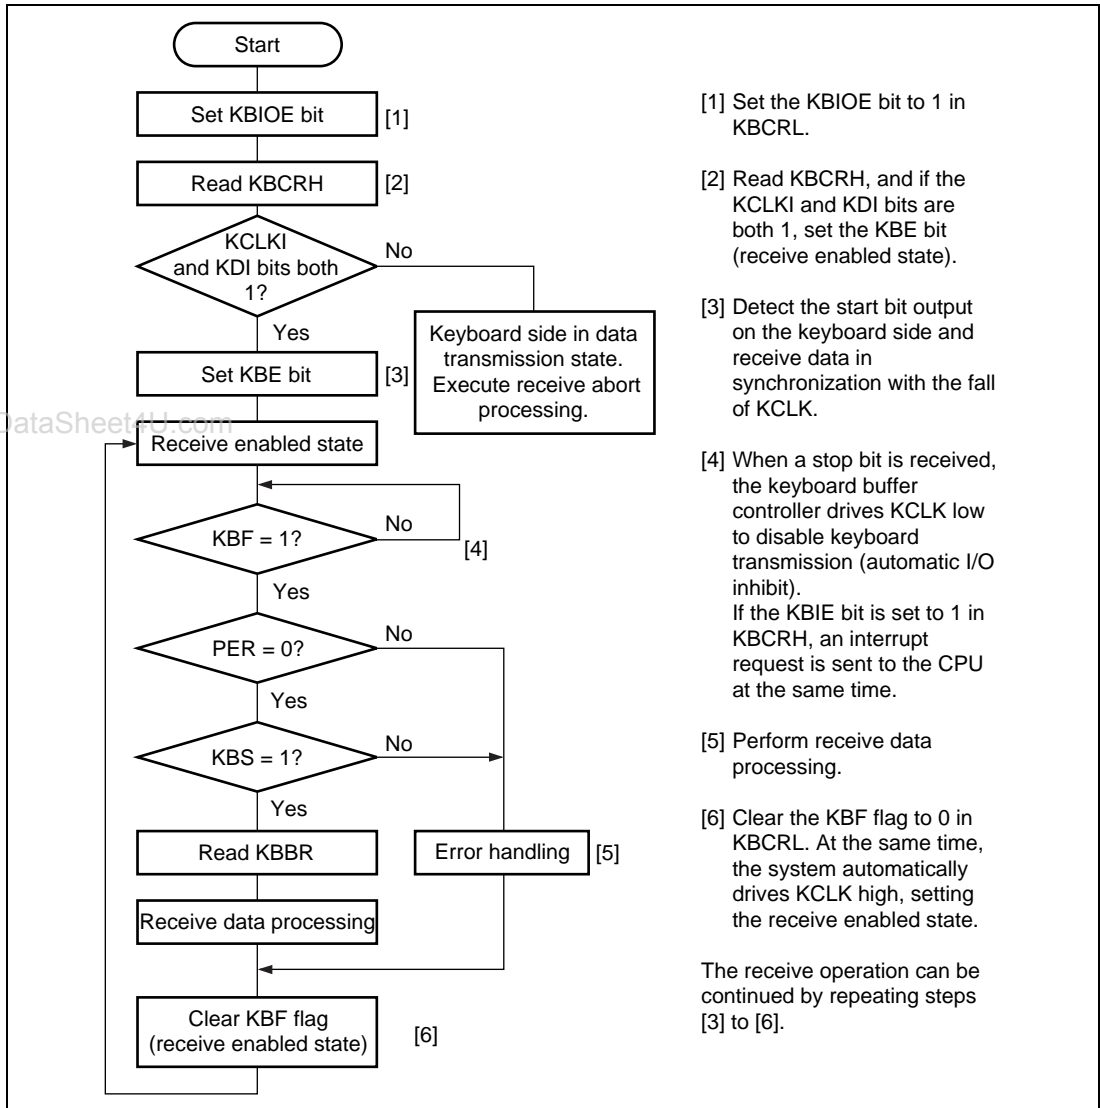 Start
Set KBIOE bit
[1]
Read KBCRH
[2]
KCLKI
and KDI bits both
1?
No
Yes
Keyboard side in data
transmission state.
Execute receive abort
processing.
Set KBE bit
[3]
DataSheet4U.com
Receive enabled state
KBF = 1?
No
[4]
Yes
PER = 0?
No
Yes
KBS = 1?
No
Yes
Read KBBR
Error handling
[5]
Receive data processing
Clear KBF flag
(receive enabled state)
[6]
[1] Set the KBIOE bit to 1 in
KBCRL.
[2] Read KBCRH, and if the
KCLKI and KDI bits are
both 1, set the KBE bit
(receive enabled state).
[3] Detect the start bit output
on the keyboard side and
receive data in
synchronization with the fall
of KCLK.
[4] When a stop bit is received,
the keyboard buffer
controller drives KCLK low
to disable keyboard
transmission (automatic I/O
inhibit).
If the KBIE bit is set to 1 in
KBCRH, an interrupt
request is sent to the CPU
at the same time.
[5] Perform receive data
processing.
[6] Clear the KBF flag to 0 in
KBCRL. At the same time,
the system automatically
drives KCLK high, setting
the receive enabled state.
The receive operation can be
continued by repeating steps
[3] to [6].